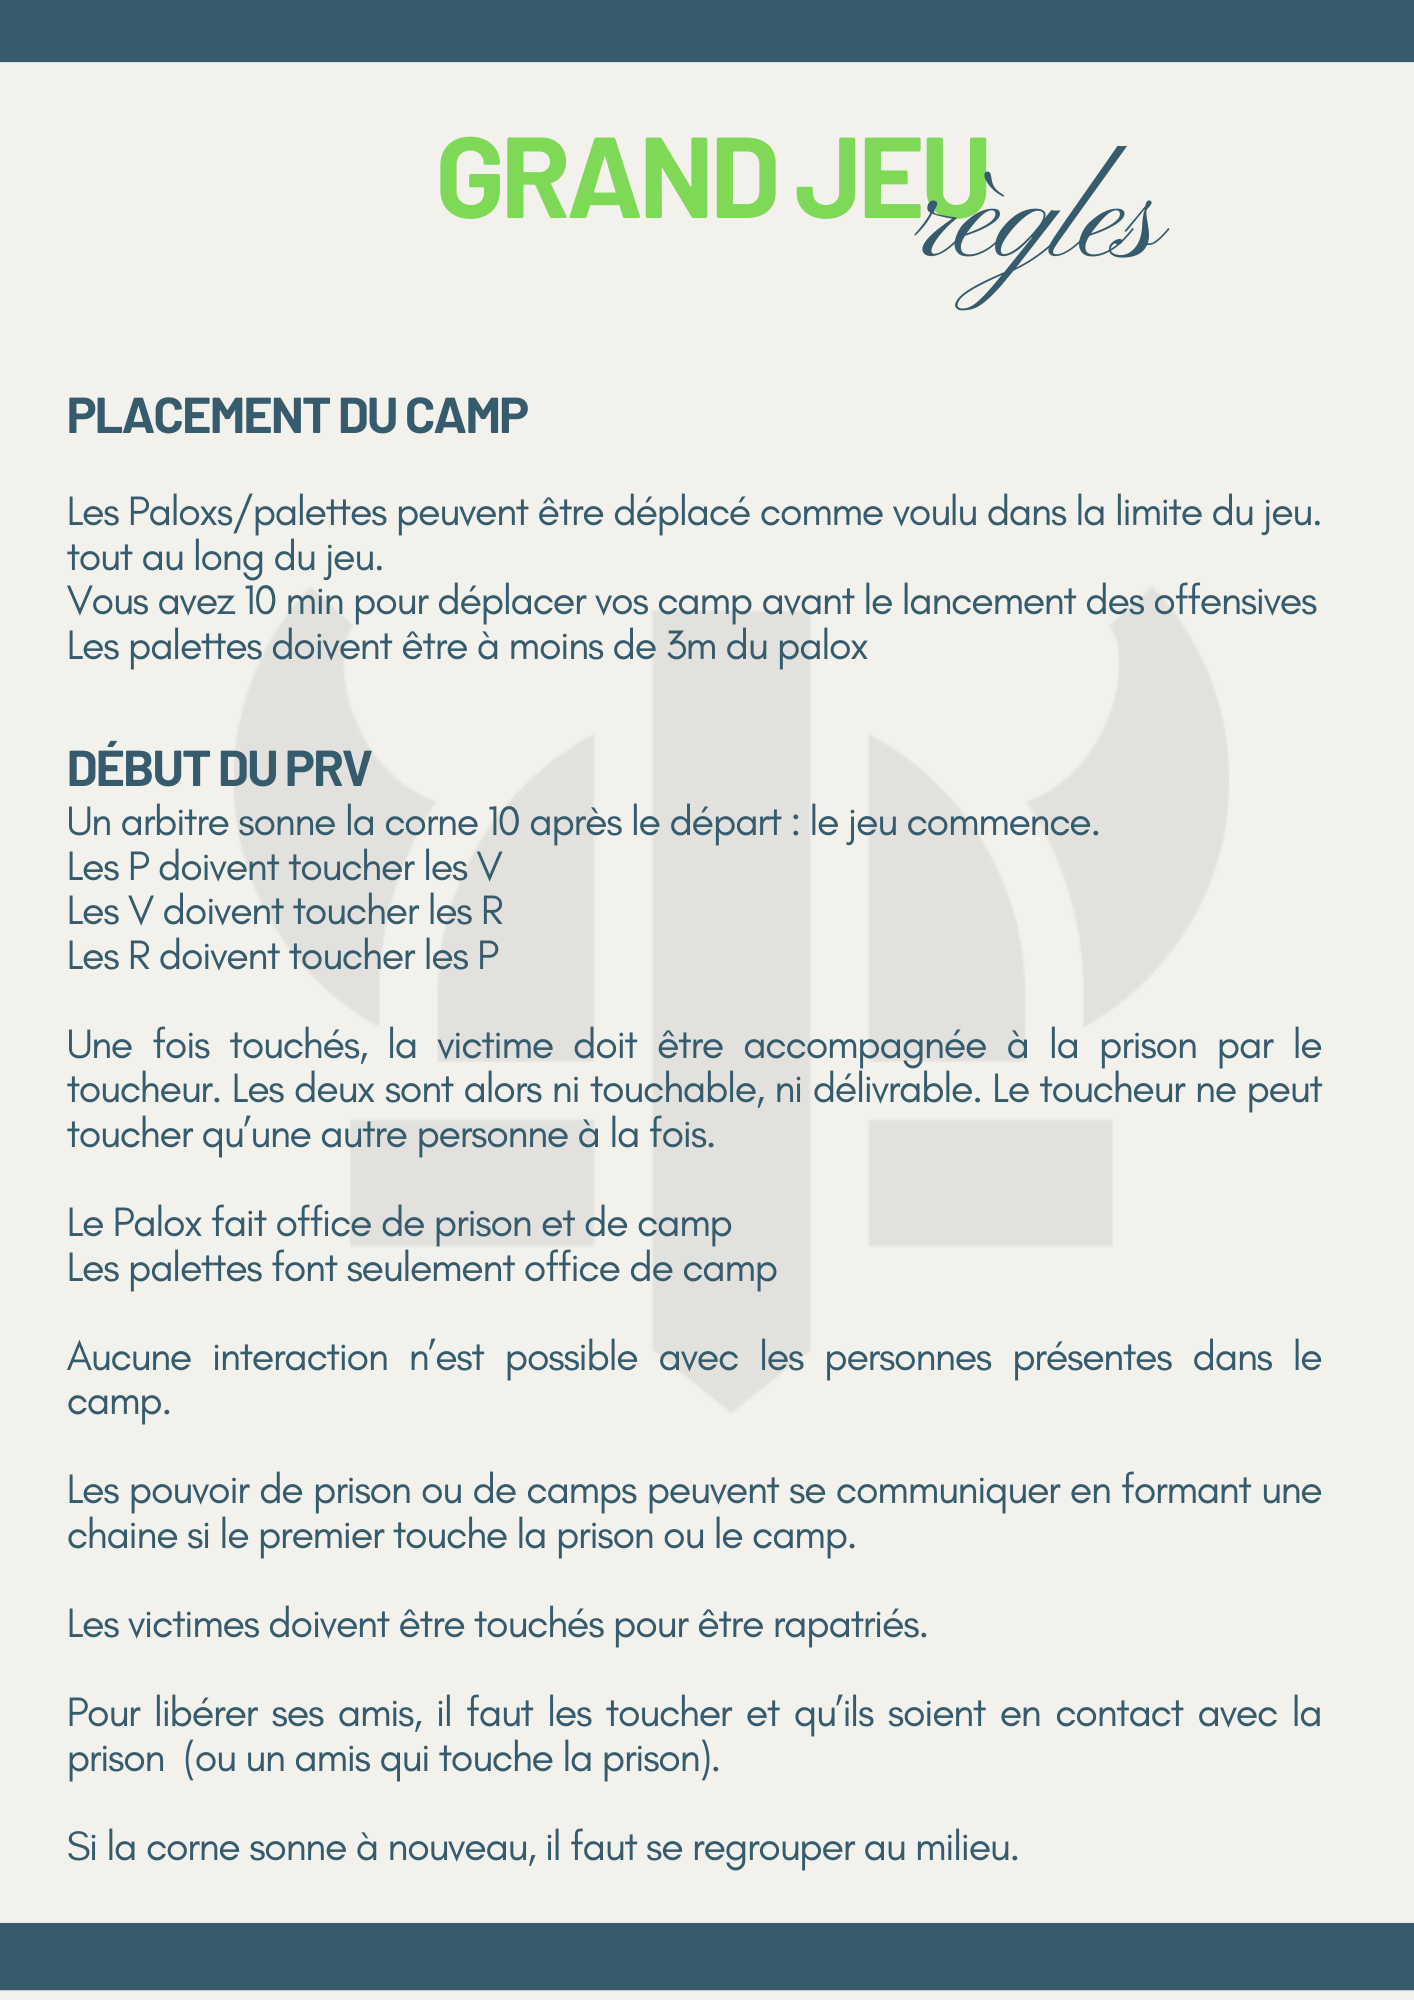 GRAND JEU
règles
PLACEMENT DU CAMP
Les Paloxs/palettes peuvent être déplacé comme voulu dans la limite du jeu.
tout au long du jeu.
Vous avez 10 min pour déplacer vos camp avant le lancement des offensives
Les palettes doivent être à moins de 3m du palox
DÉBUT DU PRV
Un arbitre sonne la corne 10 après le départ : le jeu commence.
Les P doivent toucher les V
Les V doivent toucher les R
Les R doivent toucher les P
Une fois touchés, la victime doit être accompagnée à la prison par le
toucheur. Les deux sont alors ni touchable, ni délivrable. Le toucheur ne peut
toucher qu’une autre personne à la fois.
Le Palox fait office de prison et de camp
Les palettes font seulement office de camp
Aucune interaction n’est possible avec les personnes présentes dans le
camp.
Les pouvoir de prison ou de camps peuvent se communiquer en formant une
chaine si le premier touche la prison ou le camp.
Les victimes doivent être touchés pour être rapatriés.
Pour libérer ses amis, il faut les toucher et qu’ils soient en contact avec la
prison (ou un amis qui touche la prison).
Si la corne sonne à nouveau, il faut se regrouper au milieu.